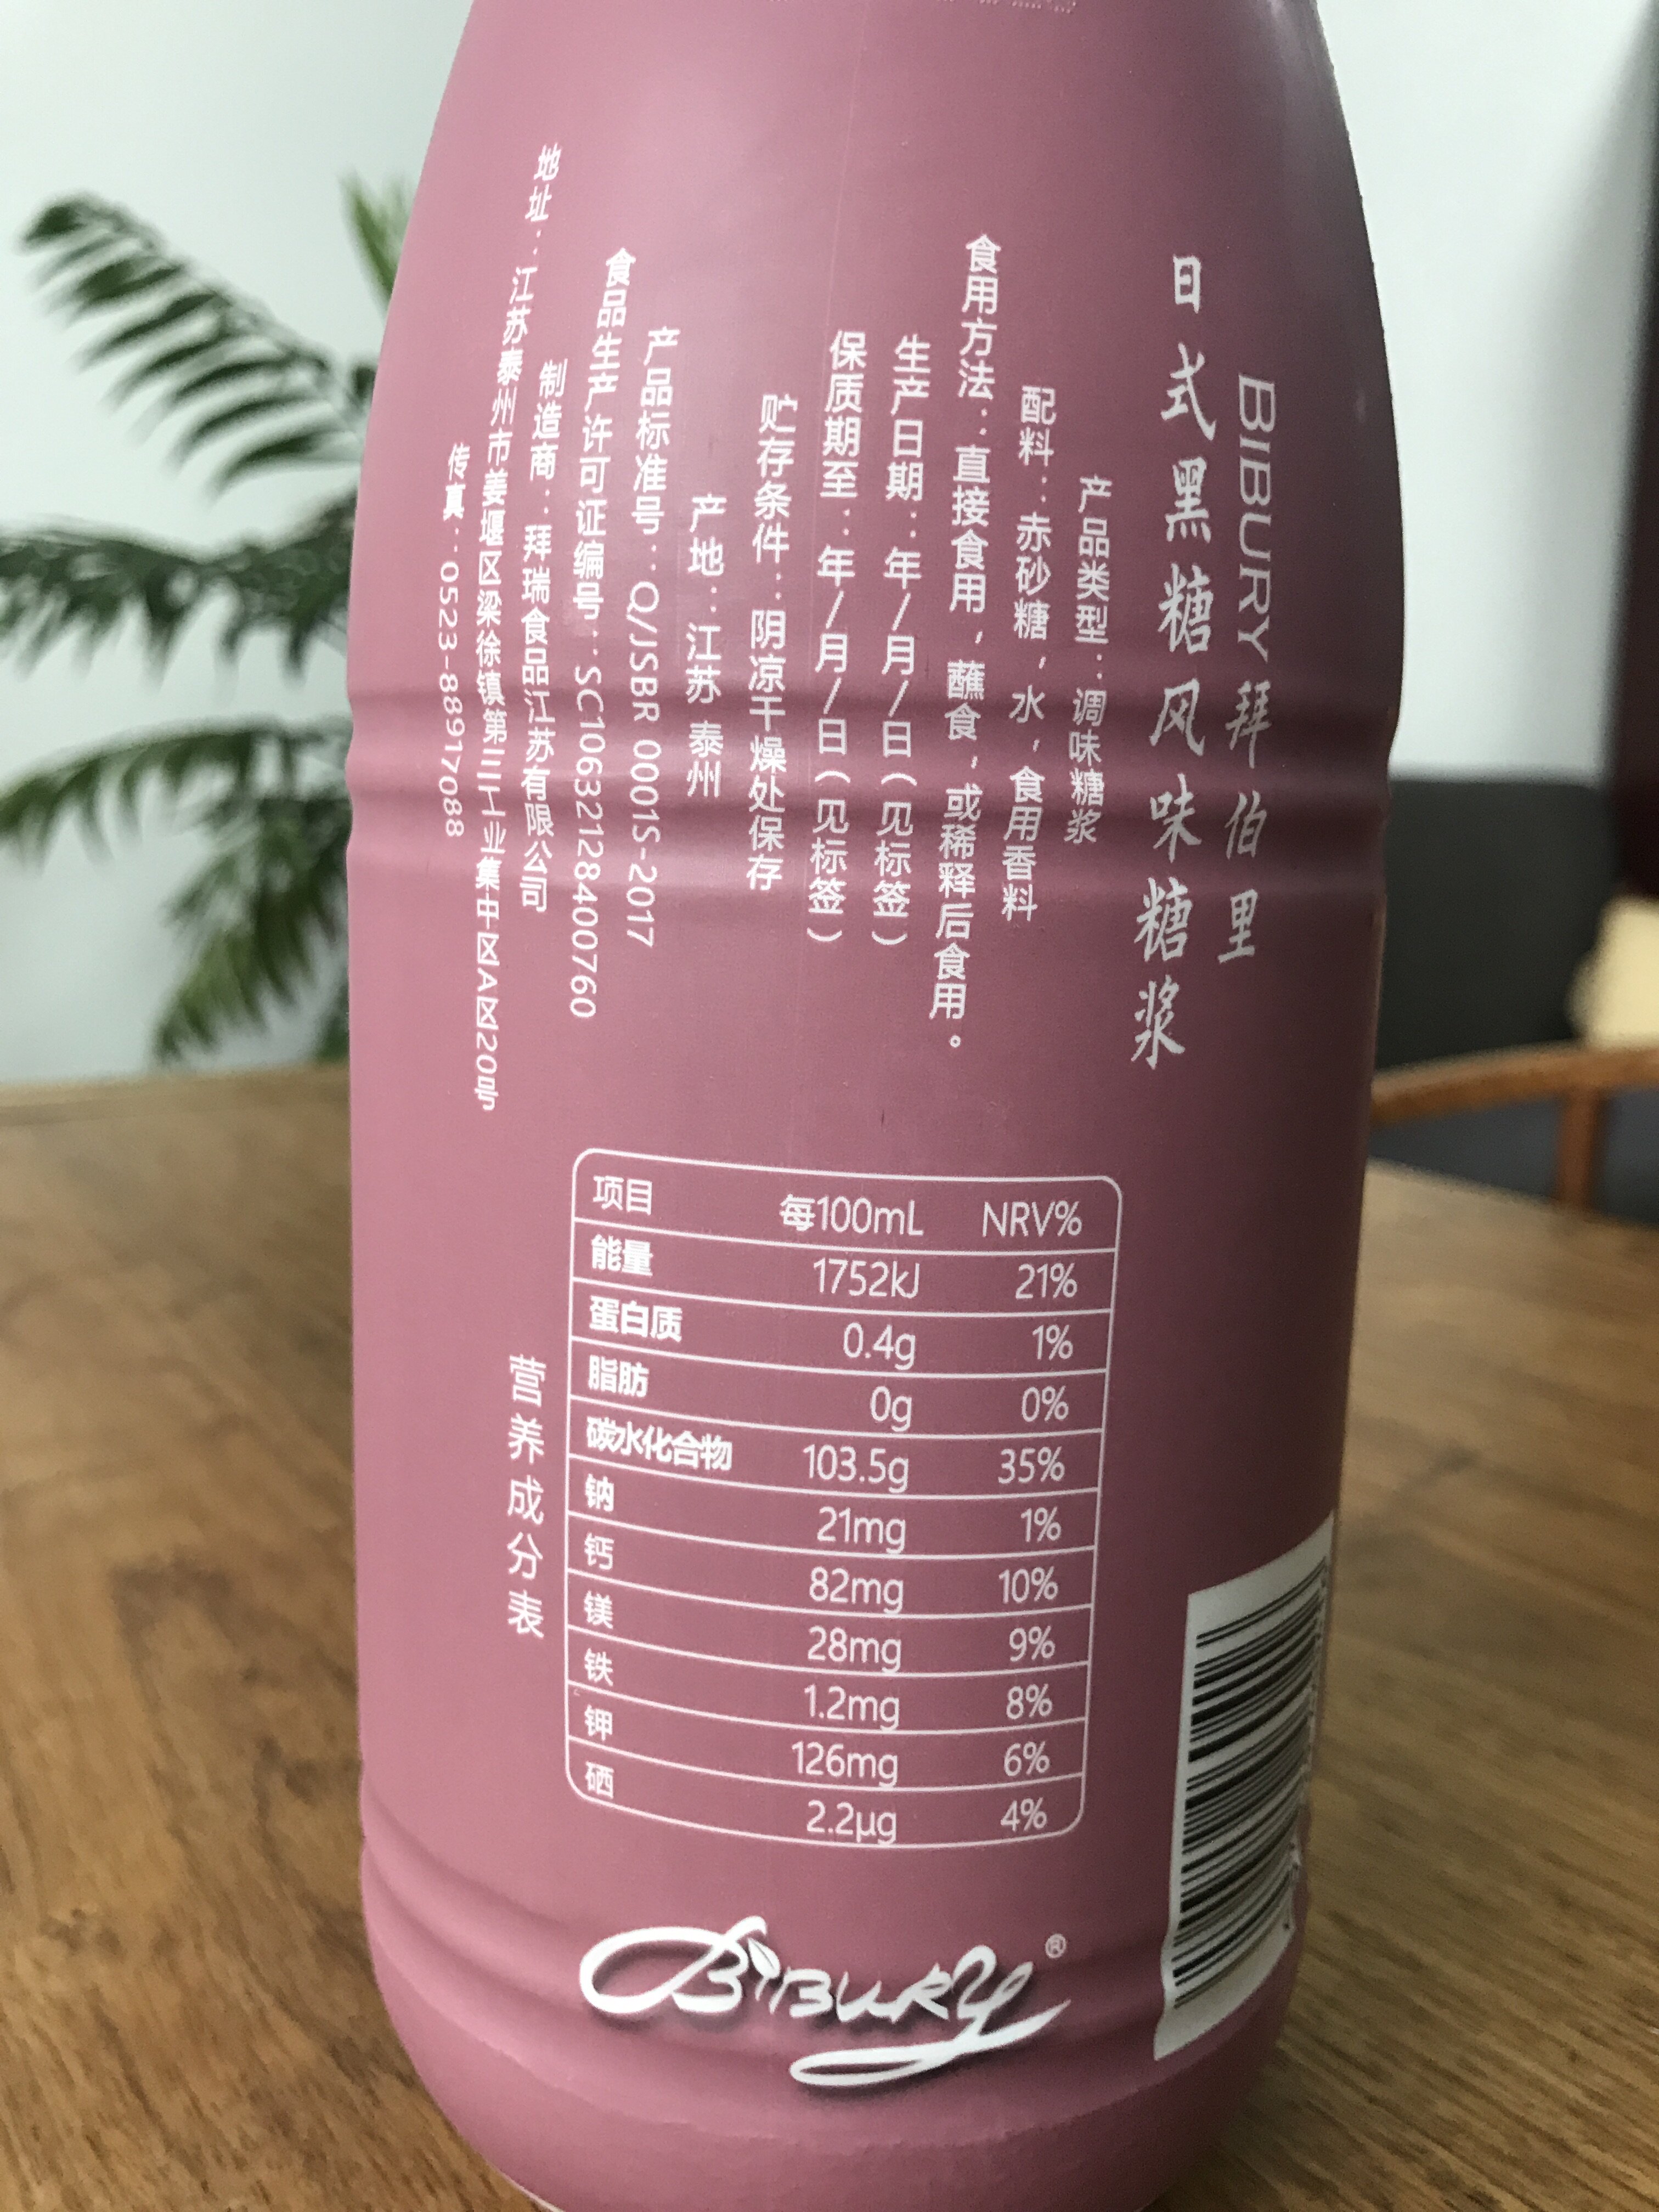 BIBURY拜伯里
日式黑糖风味糖浆
产品类型：调味糖浆
配料：赤砂糖，水，食用香料
食用方法：直接食用，蘸食，或稀释后食用。
生产日期：年/月/日(见标签)
保质期至：年/月/日(见标签)
贮存条件：阴凉干燥处保存
产地：江苏 泰州
产品标准号：Q/JSBR 0001S-2017
食品生产许可证编号：SC10632128400760
制造商：拜瑞食品江苏有限公司
地址：江苏泰州市姜堰区梁徐镇第三工业集中区A区20号
传真：0523-88917088
营养成分表
项目 每100mL NRV%
能量 1752kJ 21%
蛋白质 0.4g 1%
脂肪 0g 0%
碳水化合物 103.5g 35%
钠 21mg 1%
钙 82mg 10%
镁 28mg 9%
铁 1.2mg 8%
钾 126mg 6%
硒 2.2μg 4%
BIBURY®